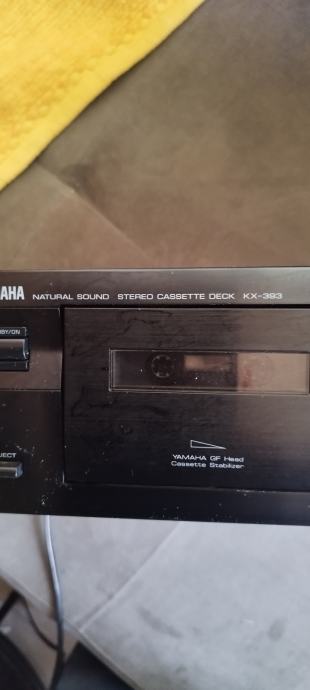 AHA NATURAL SOUND STEREO CASSETTE DECK KX-393
BY/ON
YAMAHA GF Head
Cassette Stabilizer
JECT